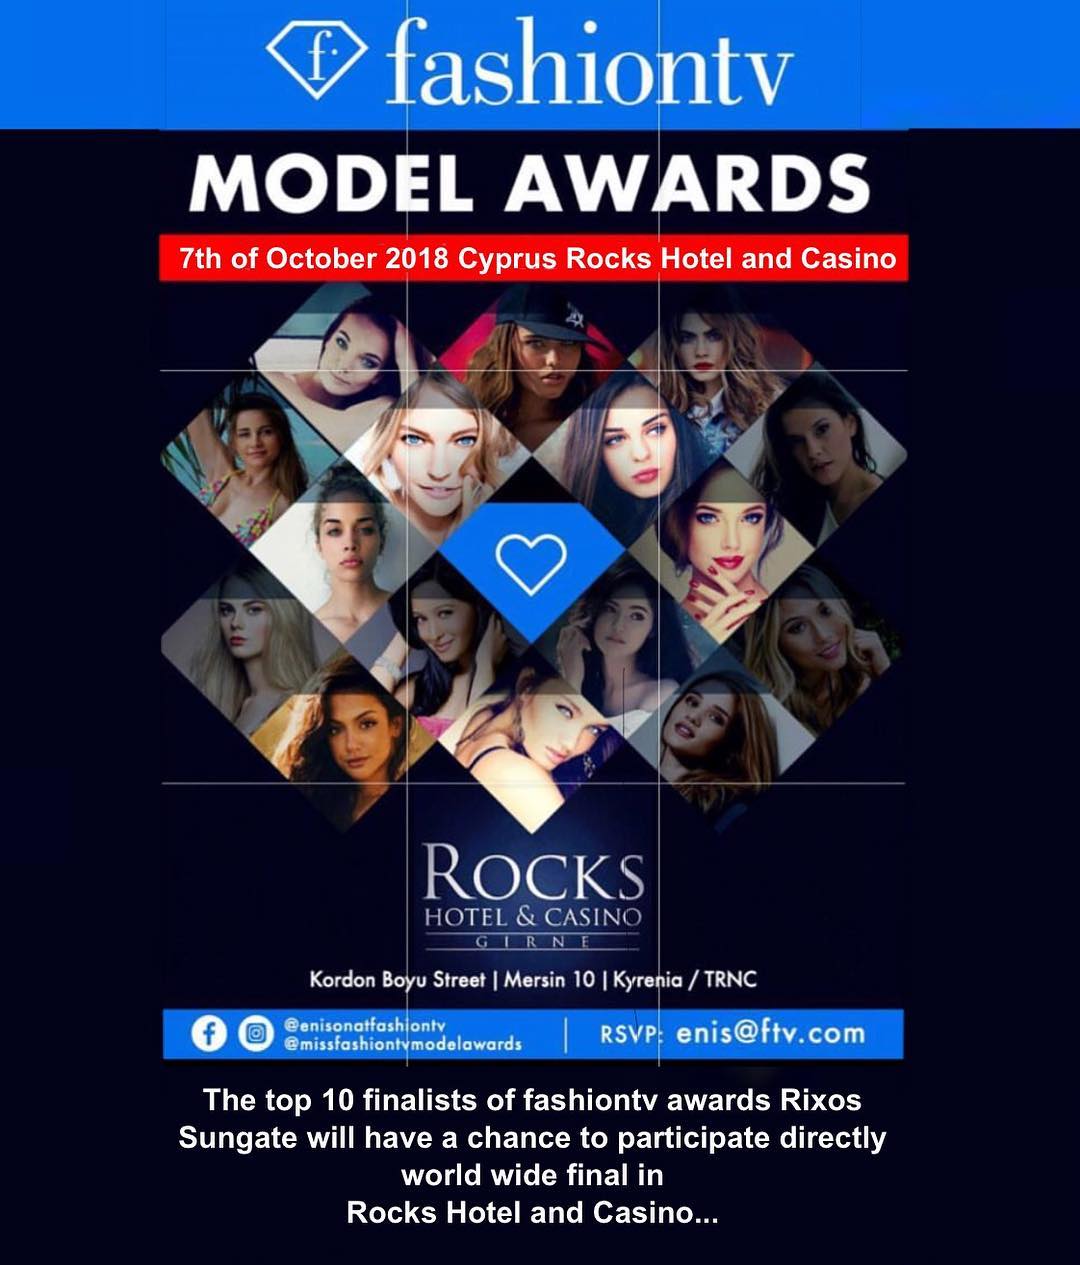 f fashiontv
MODEL AWARDS
7th of October 2018 Cyprus Rocks Hotel and Casino
ROCKS
HOTEL & CASINO
GIRNE
Kordon Boyu Street | Mersin 10 | Kyrenia / TRNC
@enisonatfashiontv
@missfashiontvmodelawards
RSVP: enis@ftv.com
The top 10 finalists of fashiontv awards Rixos
Sungate will have a chance to participate directly
world wide final in
Rocks Hotel and Casino...